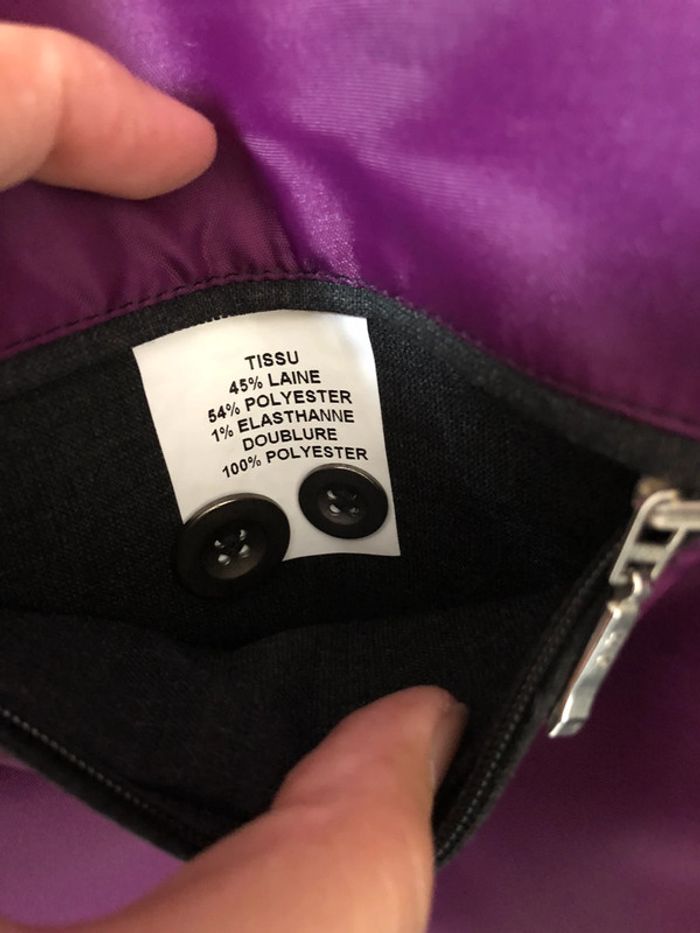 TISSU
45% LAINE
54% POLYESTER
1% ELASTHANNE
DOUBLURE
100% POLYESTER